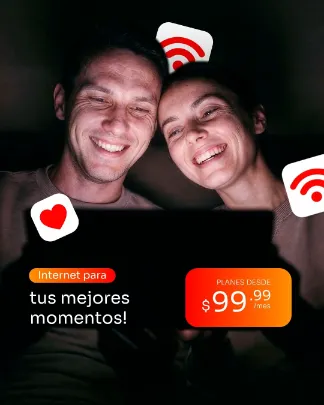 Internet para
tus mejores
momentos!
PLANES DESDE
$99.99
/mes